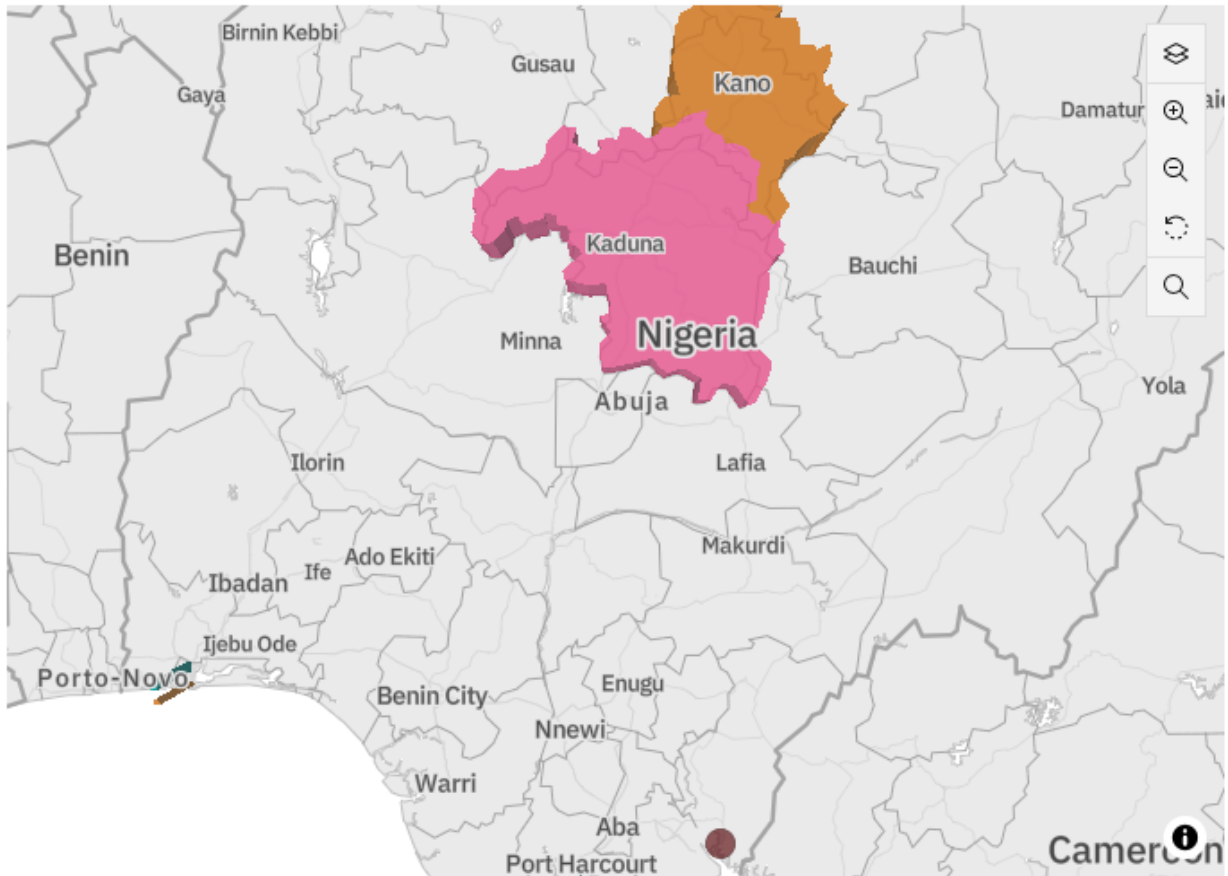 Birnin Kebbi
Gusau
Kano
Gaya
Damatur
Benin
Kaduna
Bauchi
Minna
Nigeria
Yola
Abuja
Ilorin
Lafia
Makurdi
Ado Ekiti
Ife
Ibadan
Ijebu Ode
Porto-Novo
Enugu
Benin City
Nnewi
Warri
Aba
Port Harcourt